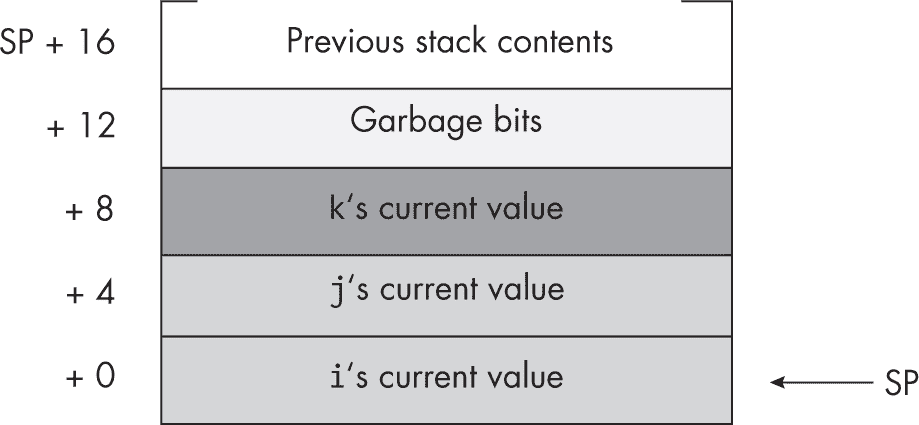 SP + 16 Previous stack contents
+ 12 Garbage bits
+ 8 k‘s current value
+ 4 j‘s current value
+ 0 i‘s current value SP